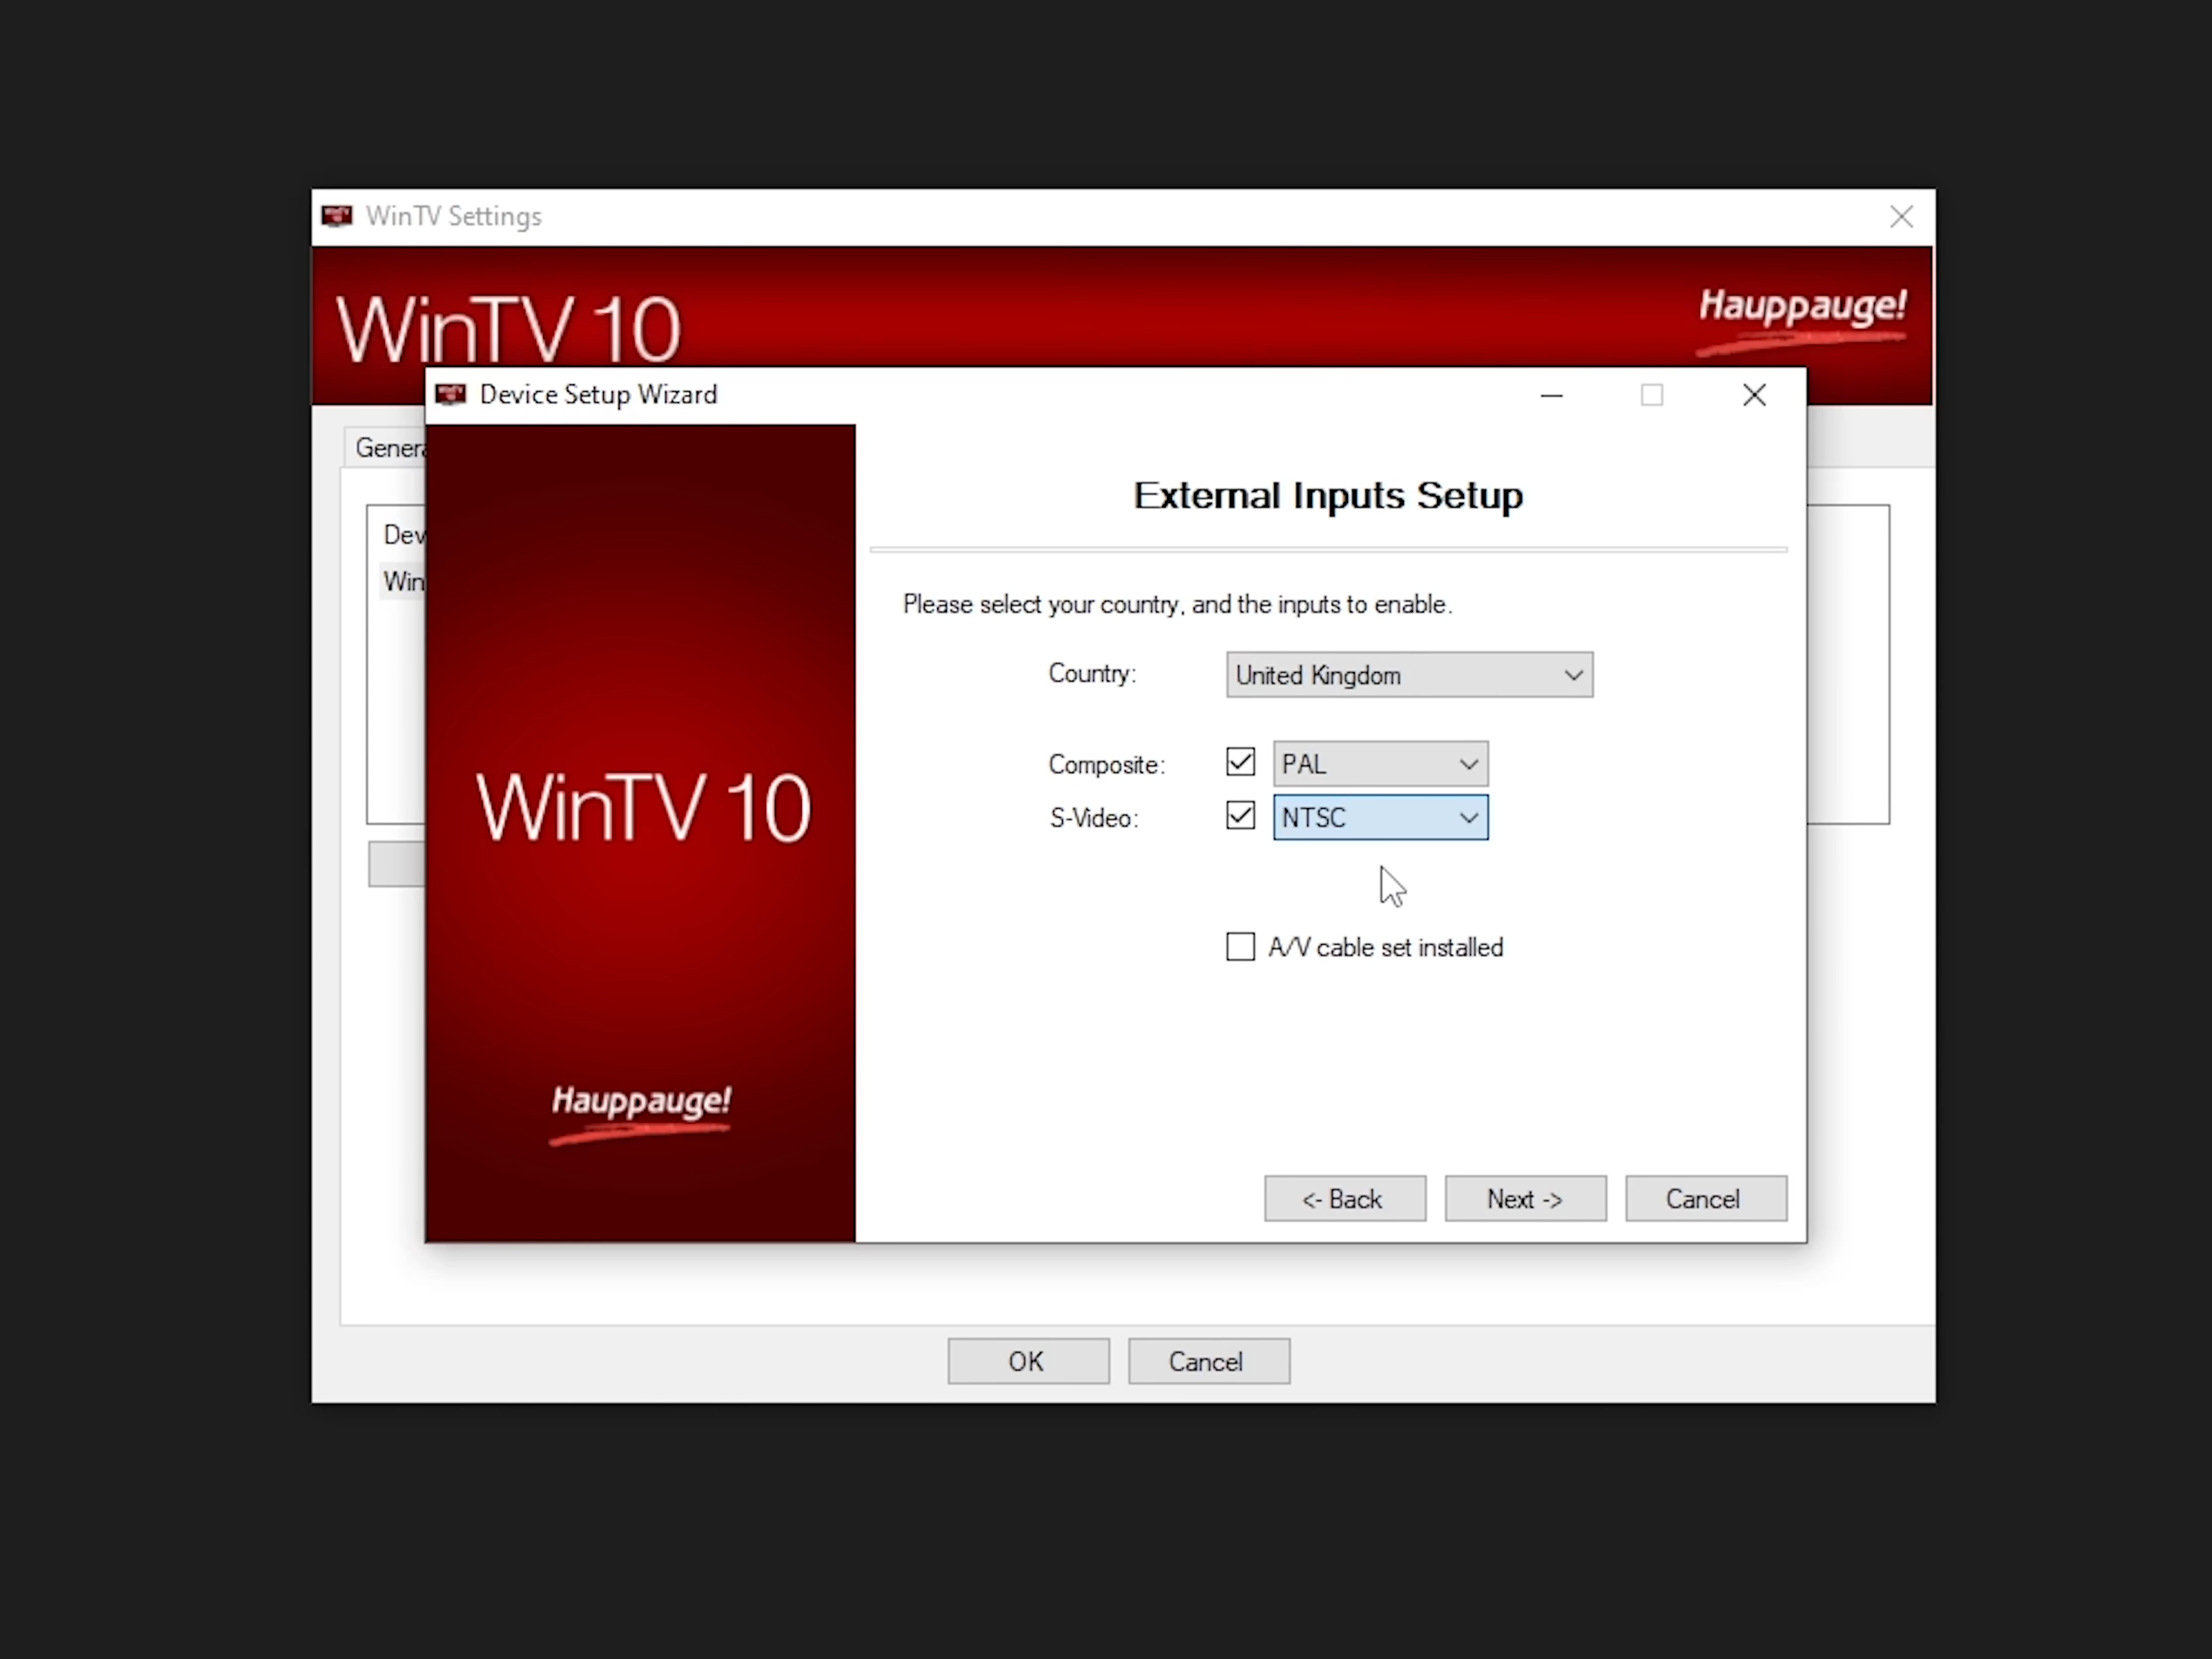 WinTV Settings
WinTV 10
Hauppauge!
Device Setup Wizard
Gener
Dev
Win
WinTV 10
Hauppauge!
External Inputs Setup
Please select your country, and the inputs to enable.
Country: United Kingdom
Composite: PAL
S-Video: NTSC
A/V cable set installed
<- Back Next -> Cancel
OK Cancel